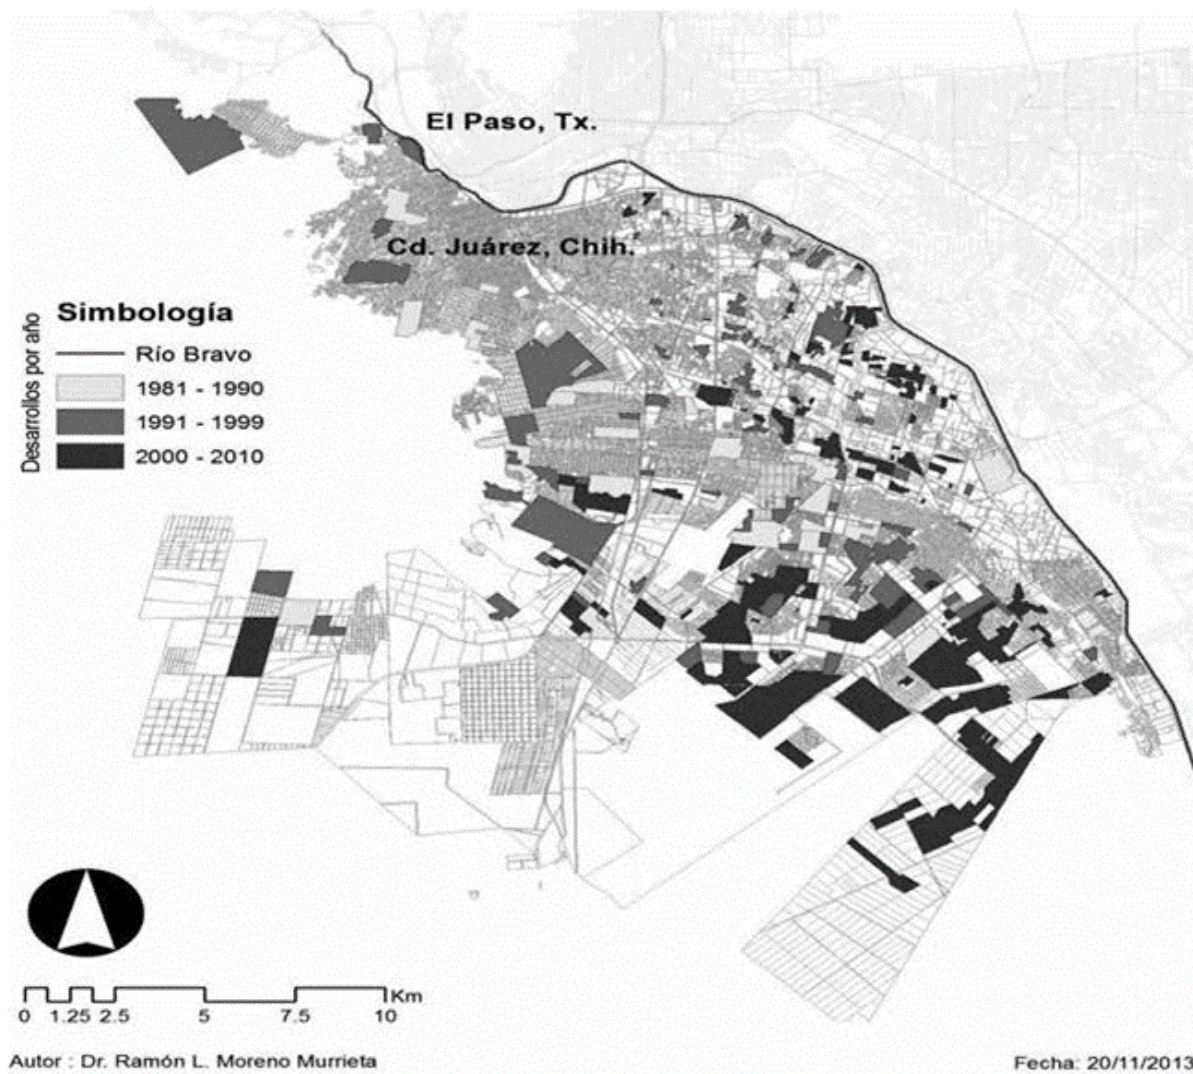 El Paso, Tx.
Cd. Juárez, Chih.
Simbología
Desarrollos por año
Río Bravo
1981 - 1990
1991 - 1999
2000 - 2010
Km
0 1.25 2.5 5 7.5 10
Autor : Dr. Ramón L. Moreno Murrieta
Fecha: 20/11/2013